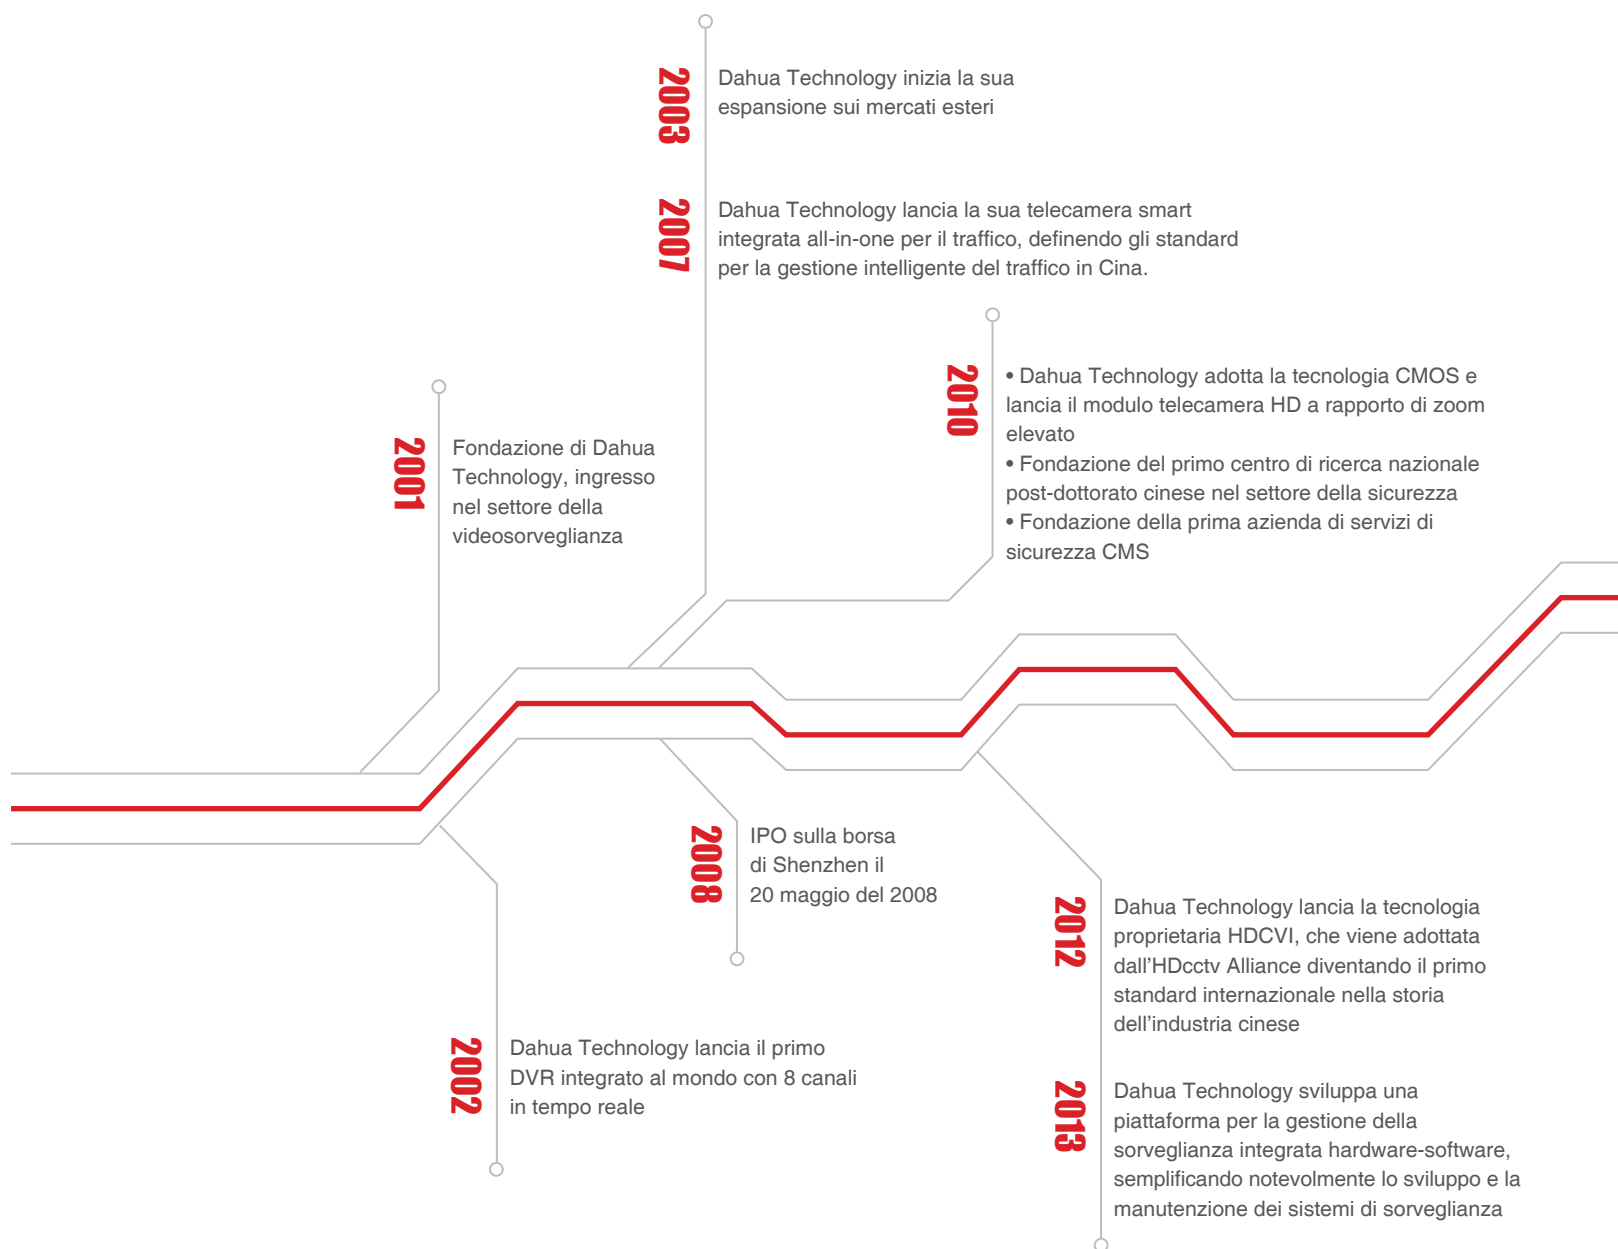 2003
Dahua Technology inizia la sua
espansione sui mercati esteri
2007
Dahua Technology lancia la sua telecamera smart
integrata all-in-one per il traffico, definendo gli standard
per la gestione intelligente del traffico in Cina.
2010
• Dahua Technology adotta la tecnologia CMOS e
lancia il modulo telecamera HD a rapporto di zoom
elevato
• Fondazione del primo centro di ricerca nazionale
post-dottorato cinese nel settore della sicurezza
• Fondazione della prima azienda di servizi di
sicurezza CMS
2001
Fondazione di Dahua
Technology, ingresso
nel settore della
videosorveglianza
2008
IPO sulla borsa
di Shenzhen il
20 maggio del 2008
2012
Dahua Technology lancia la tecnologia
proprietaria HDCVI, che viene adottata
dall'HDcctv Alliance diventando il primo
standard internazionale nella storia
dell'industria cinese
2002
Dahua Technology lancia il primo
DVR integrato al mondo con 8 canali
in tempo reale
2013
Dahua Technology sviluppa una
piattaforma per la gestione della
sorveglianza integrata hardware-software,
semplificando notevolmente lo sviluppo e la
manutenzione dei sistemi di sorveglianza